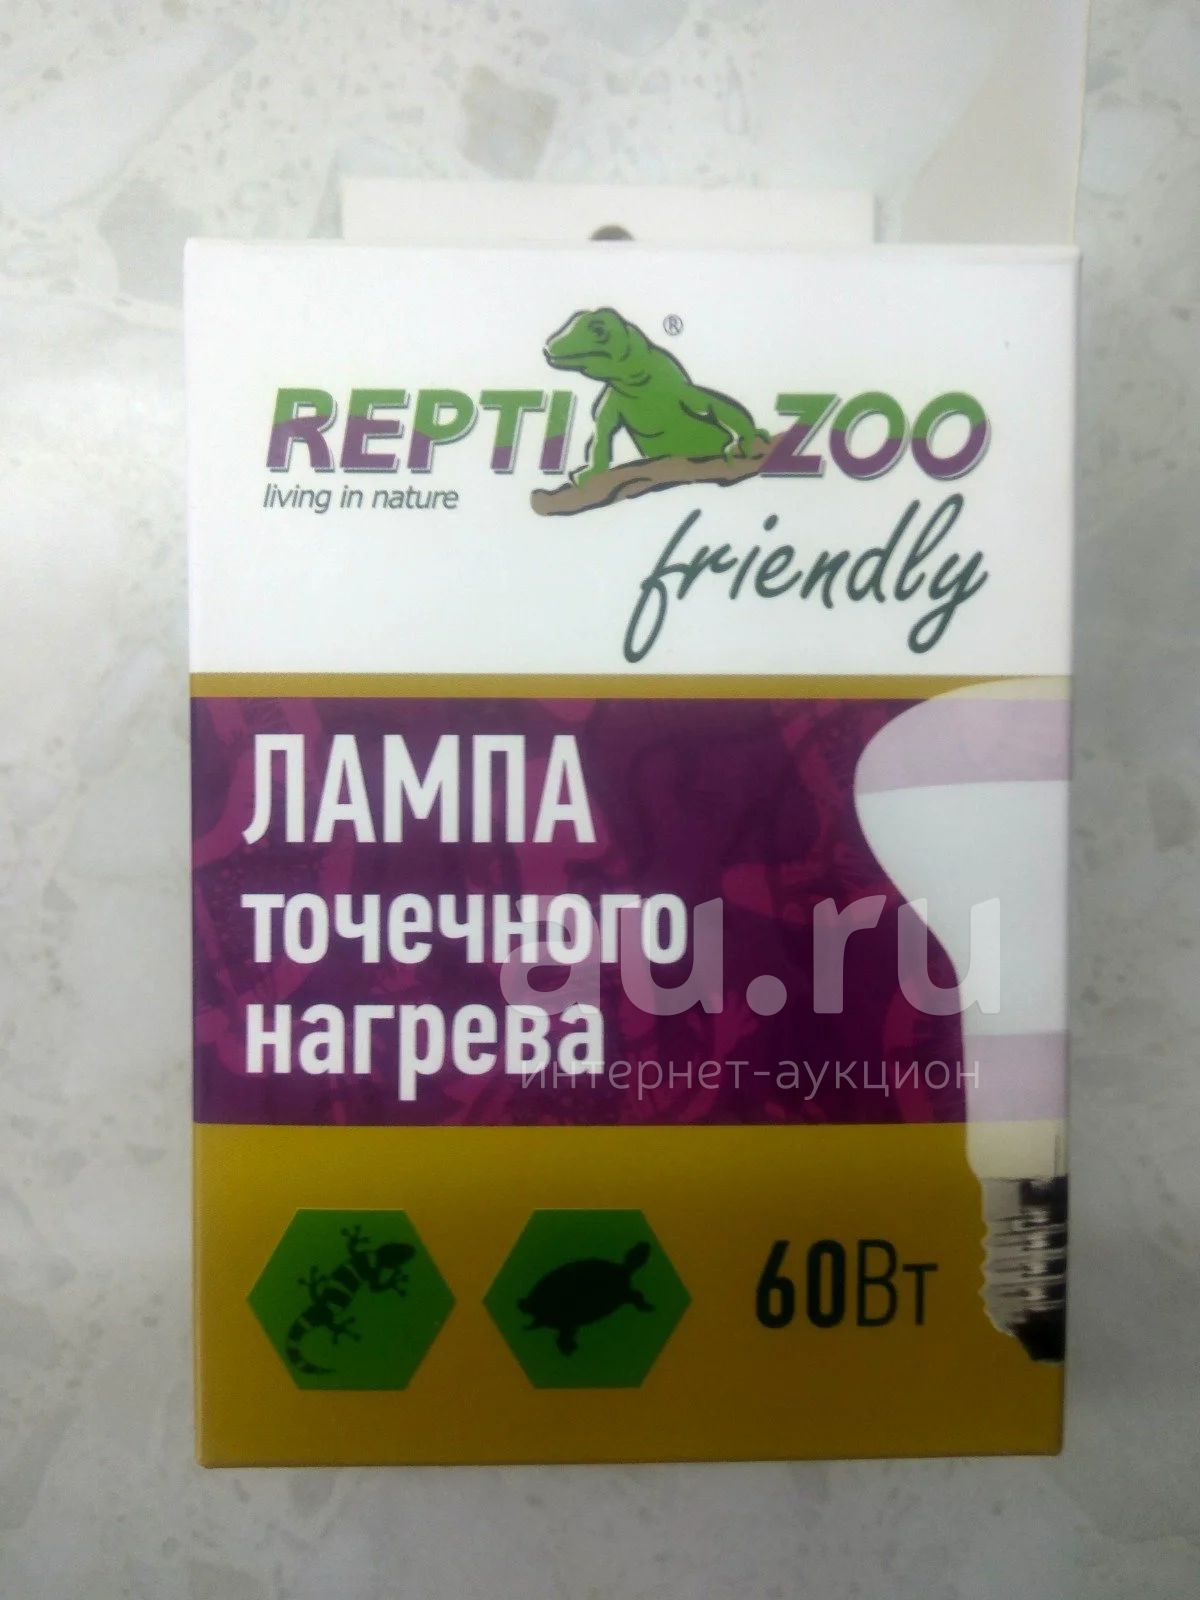 ®
REPTI ZOO
living in nature
friendly
ЛАМПА
точечного
нагрева
au.ru
интернет-аукцион
60Вт